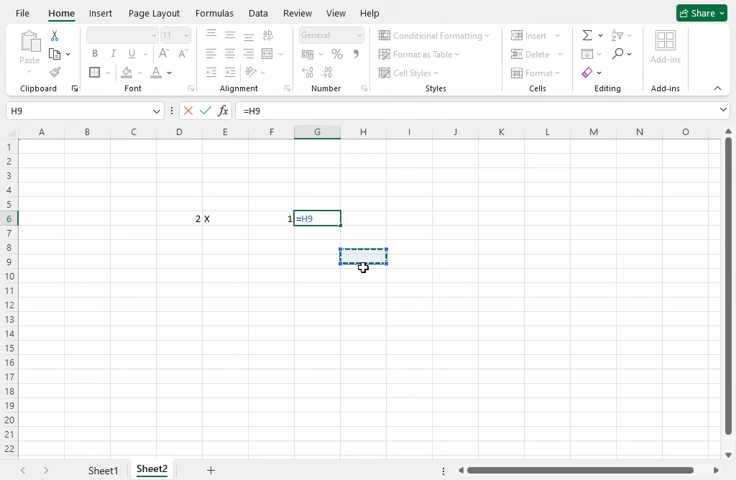 File Home Insert Page Layout Formulas Data Review View Help Share
11 General Conditional Formatting Insert
Paste B I U % Format as Table Delete Add-ins
Cell Styles Format
Clipboard Font Alignment Number Styles Cells Editing Add-ins
H9 fx =H9
A B C D E F G H I J K L M N O
1
2
3
4
5
6 2 X 1 =H9
7
8
9
10
11
12
13
14
15
16
17
18
19
20
21
22
Sheet1 Sheet2